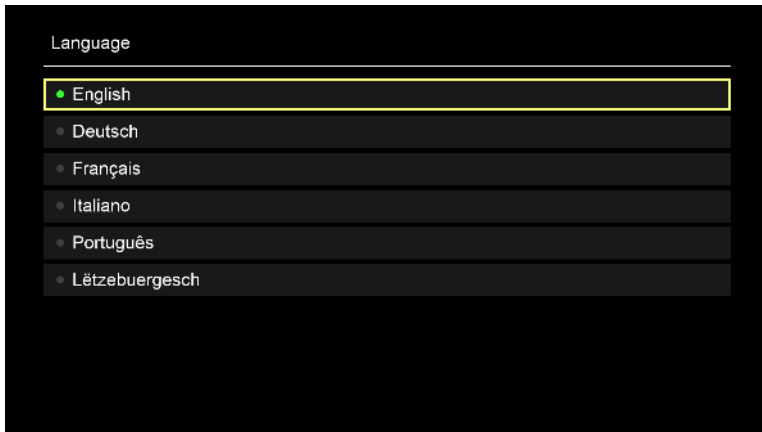 Language
English
Deutsch
Français
Italiano
Português
Lëtzebuergesch